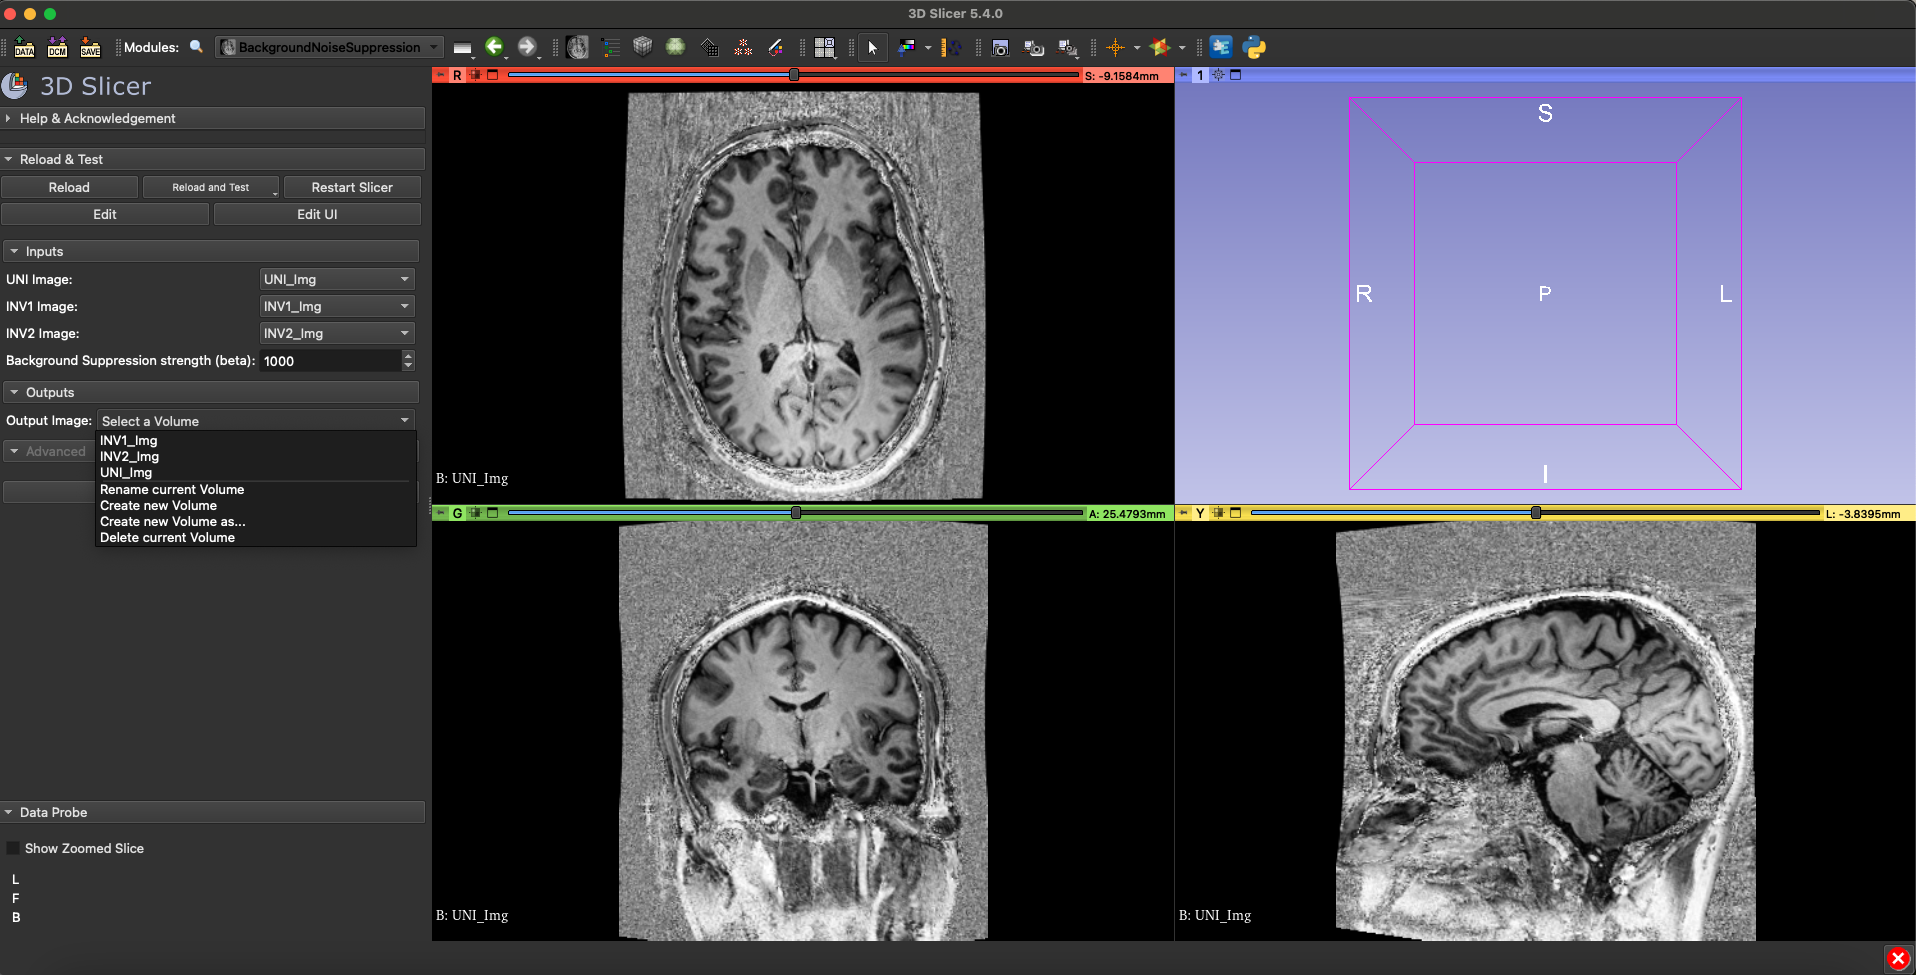 3D Slicer 5.4.0
DATA DCM SAVE Modules: BackgroundNoiseSuppression
3D Slicer
Help & Acknowledgement
Reload & Test
Reload Reload and Test Restart Slicer
Edit Edit UI
Inputs
UNI Image: UNI_Img
INV1 Image: INV1_Img
INV2 Image: INV2_Img
Background Suppression strength (beta): 1000
Outputs
Output Image: Select a Volume
INV1_Img
INV2_Img
UNI_Img
Rename current Volume
Create new Volume
Create new Volume as...
Delete current Volume
Advanced
Data Probe
Show Zoomed Slice
L
F
B
R S: -9.1584mm
B: UNI_Img
1
S
R P L
I
G A: 25.4793mm
B: UNI_Img
Y L: -3.8395mm
B: UNI_Img